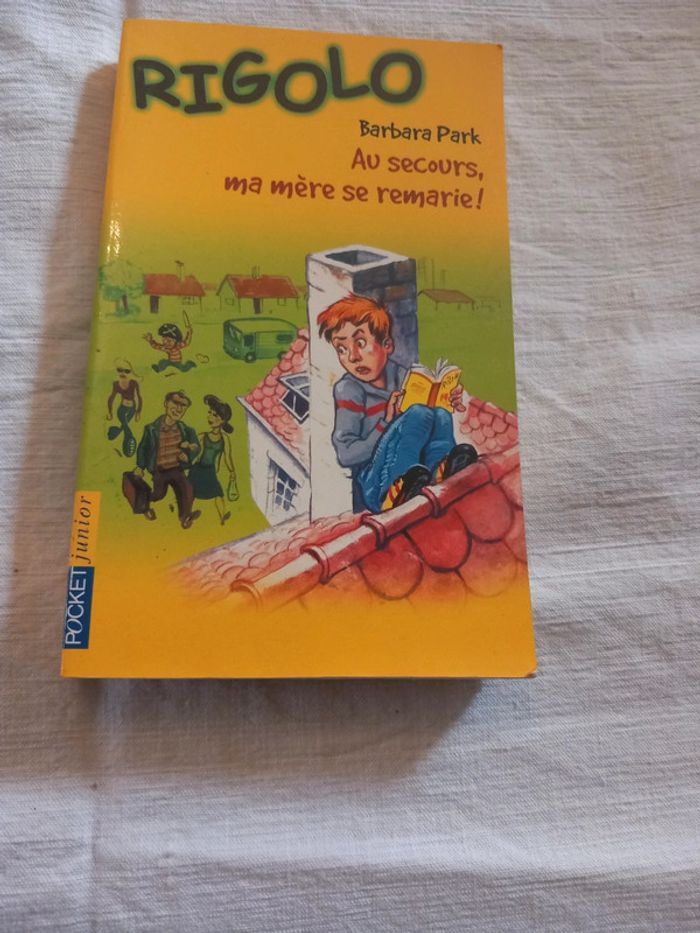 RIGOLO
Barbara Park
Au secours,
ma mère se remarie!
POCKET junior